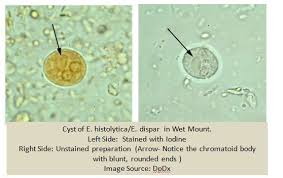 Cyst of E. histolytica/E. dispar in Wet Mount.
Left Side: Stained with Iodine
Right Side: Unstained preparation (Arrow- Notice the chromatoid body
with blunt, rounded ends )
Image Source: DpDx